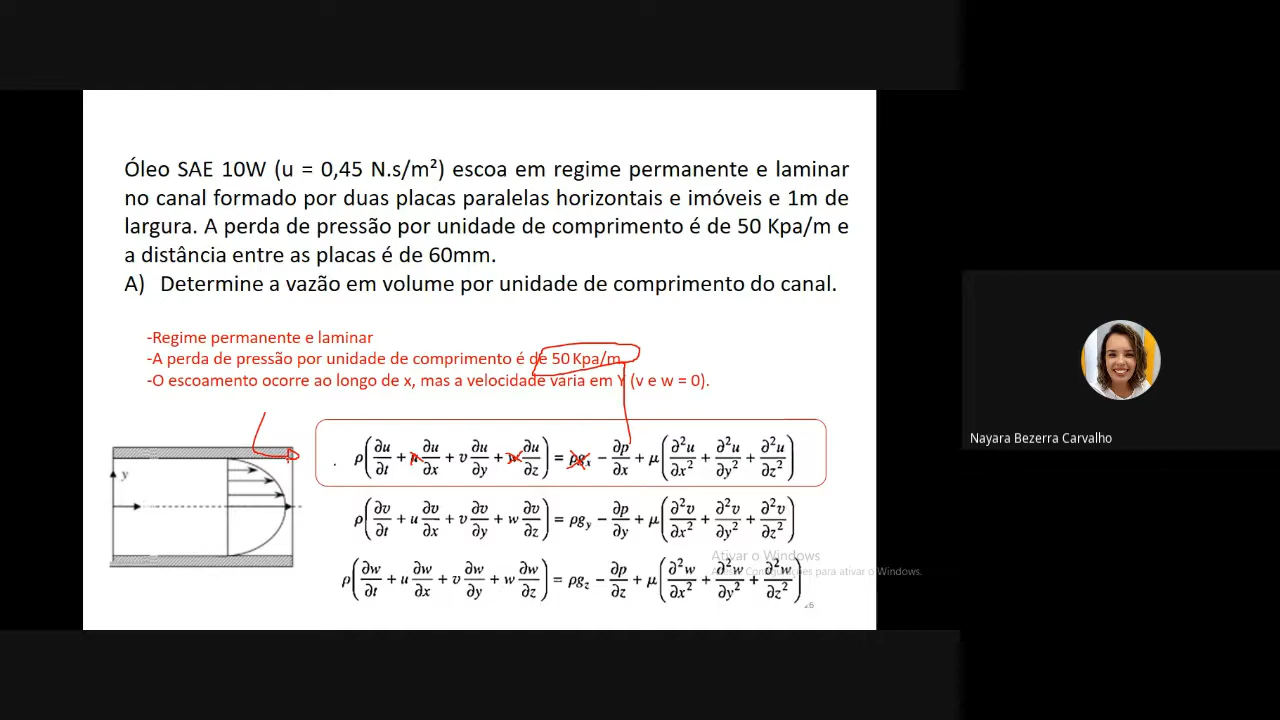 Óleo SAE 10W (u = 0,45 N.s/m²) escoa em regime permanente e laminar
no canal formado por duas placas paralelas horizontais e imóveis e 1m de
largura. A perda de pressão por unidade de comprimento é de 50 Kpa/m e
a distância entre as placas é de 60mm.
A) Determine a vazão em volume por unidade de comprimento do canal.
-Regime permanente e laminar
-A perda de pressão por unidade de comprimento é de 50 Kpa/m.
-O escoamento ocorre ao longo de x, mas a velocidade varia em Y (v e w = 0).
ρ(∂u/∂t + u ∂u/∂x + v ∂u/∂y + w ∂u/∂z) = ρgₓ − ∂p/∂x + μ(∂²u/∂x² + ∂²u/∂y² + ∂²u/∂z²)
y
ρ(∂v/∂t + u ∂v/∂x + v ∂v/∂y + w ∂v/∂z) = ρg_y − ∂p/∂y + μ(∂²v/∂x² + ∂²v/∂y² + ∂²v/∂z²)
Ativar o Windows
para ativar o Windows.
ρ(∂w/∂t + u ∂w/∂x + v ∂w/∂y + w ∂w/∂z) = ρg_z − ∂p/∂z + μ(∂²w/∂x² + ∂²w/∂y² + ∂²w/∂z²)
Nayara Bezerra Carvalho